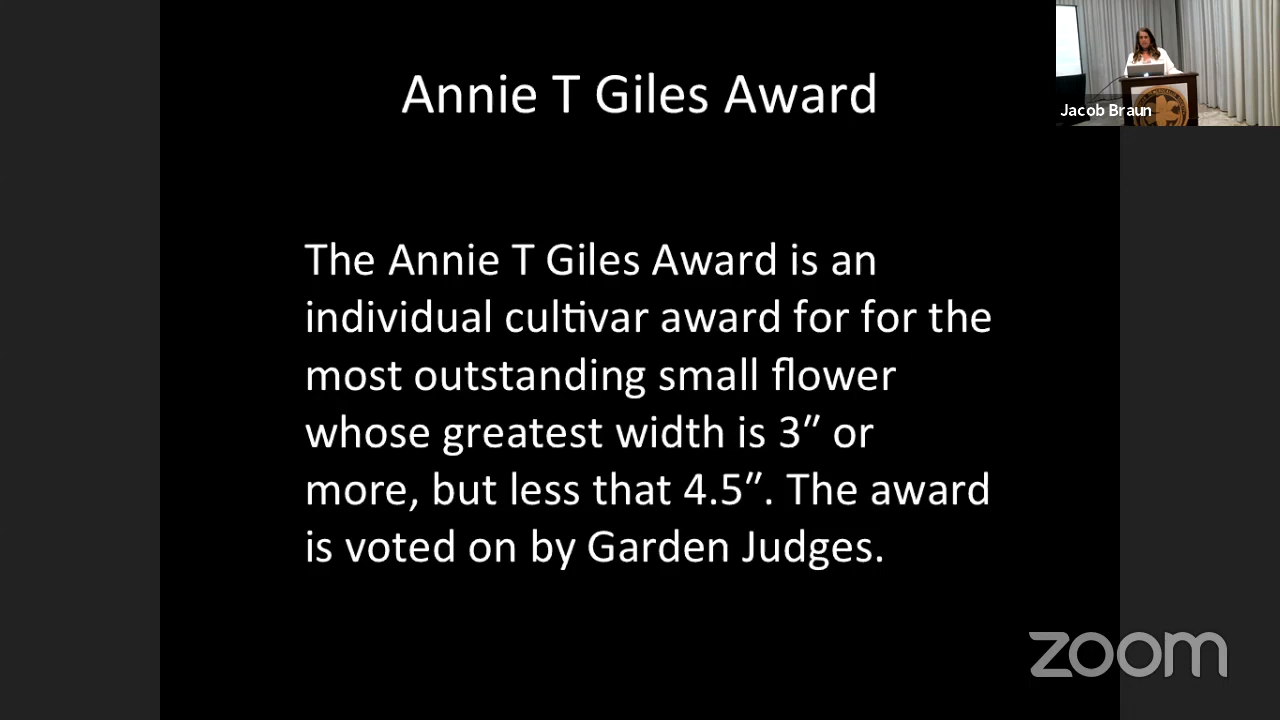 Annie T Giles Award
The Annie T Giles Award is an
individual cultivar award for for the
most outstanding small flower
whose greatest width is 3″ or
more, but less that 4.5″. The award
is voted on by Garden Judges.
Jacob Braun
zoom